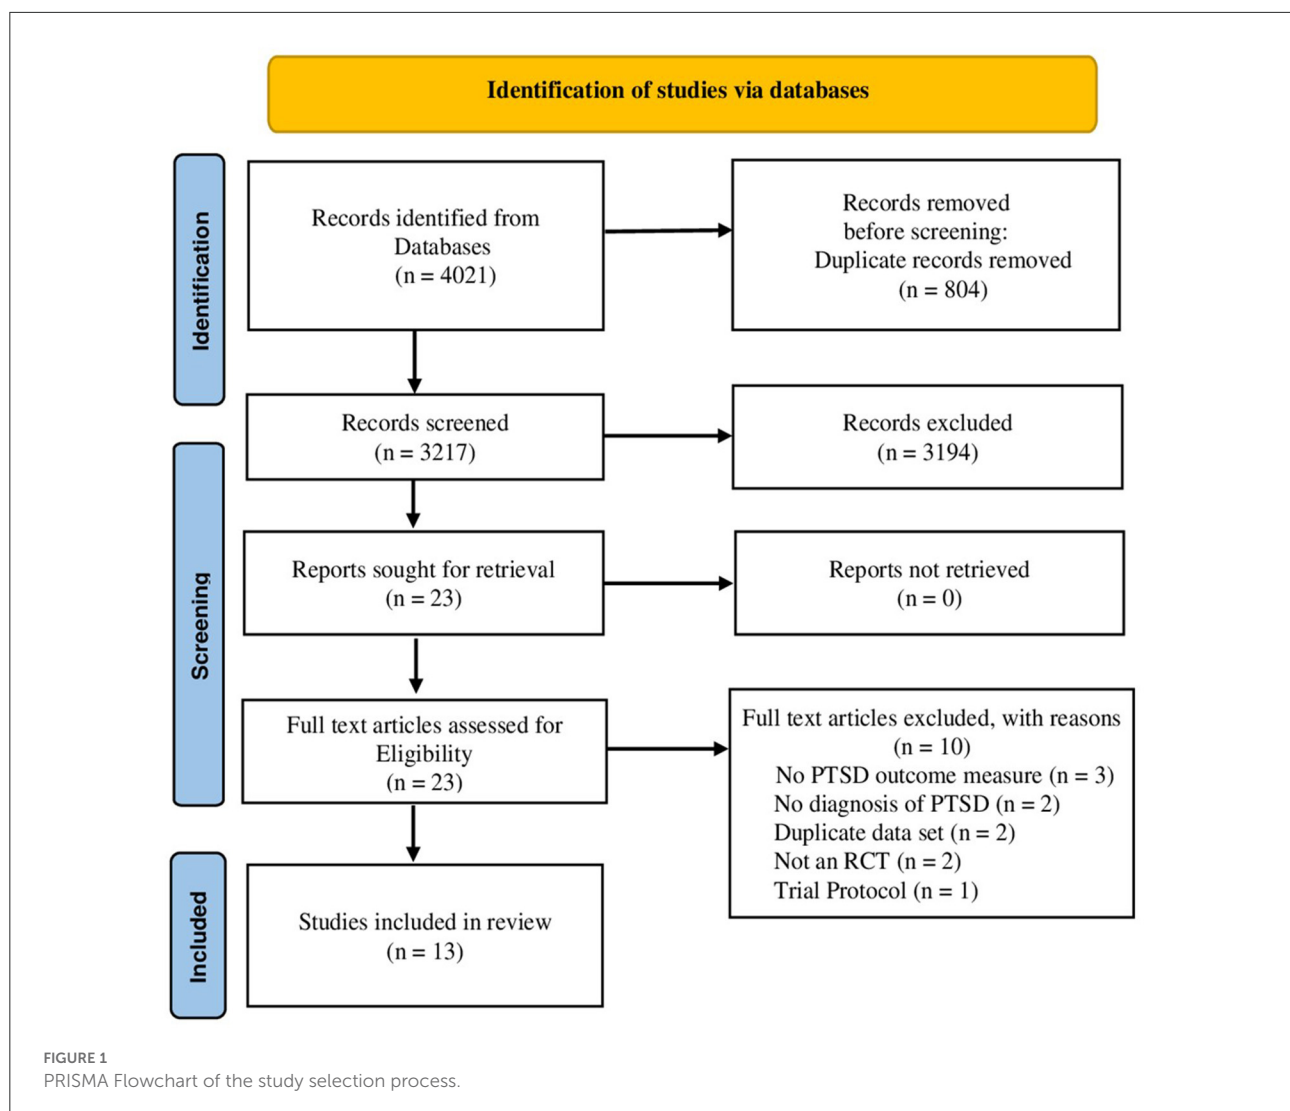 Identification of studies via databases
Identification
Records identified from
Databases
(n = 4021)
Records removed
before screening:
Duplicate records removed
(n = 804)
Records screened
(n = 3217)
Records excluded
(n = 3194)
Screening
Reports sought for retrieval
(n = 23)
Reports not retrieved
(n = 0)
Full text articles assessed for
Eligibility
(n = 23)
Full text articles excluded, with reasons
(n = 10)
No PTSD outcome measure (n = 3)
No diagnosis of PTSD (n = 2)
Duplicate data set (n = 2)
Not an RCT (n = 2)
Trial Protocol (n = 1)
Included
Studies included in review
(n = 13)
FIGURE 1
PRISMA Flowchart of the study selection process.